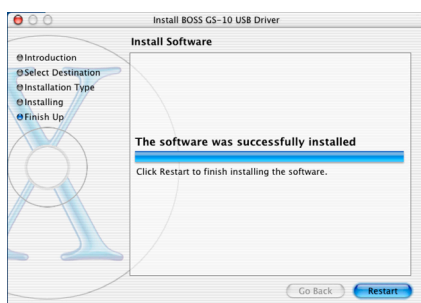 Install BOSS GS-10 USB Driver
Install Software
Introduction
Select Destination
Installation Type
Installing
Finish Up
The software was successfully installed
Click Restart to finish installing the software.
Go Back
Restart